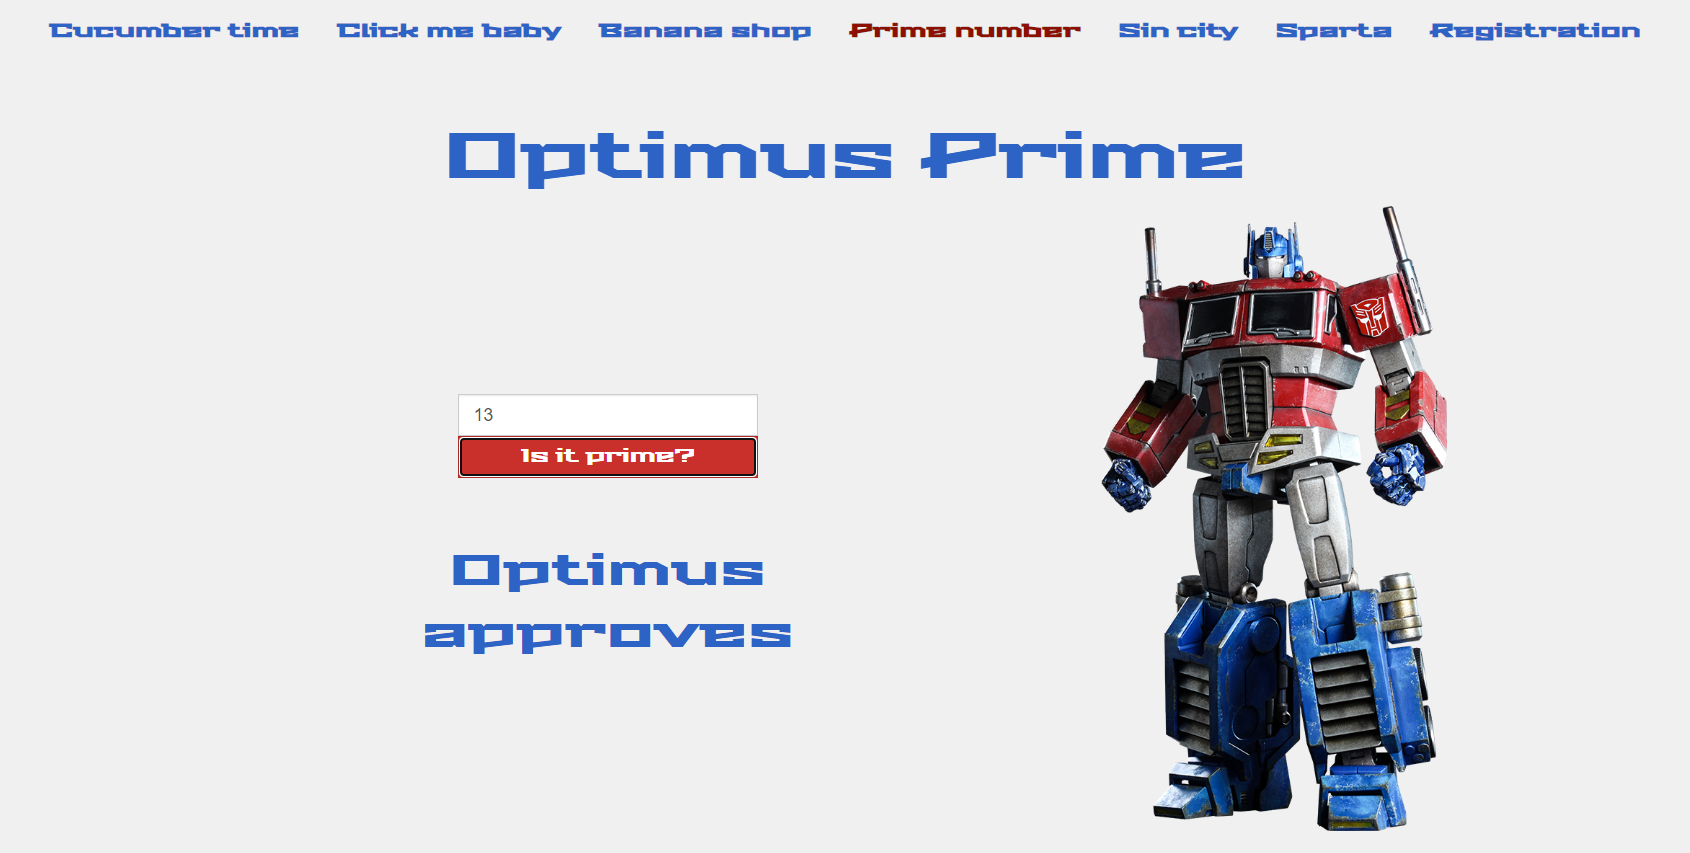 Cucumber time Click me baby Banana shop Prime number Sin city Sparta Registration
Optimus Prime
13
Is it prime?
Optimus
approves